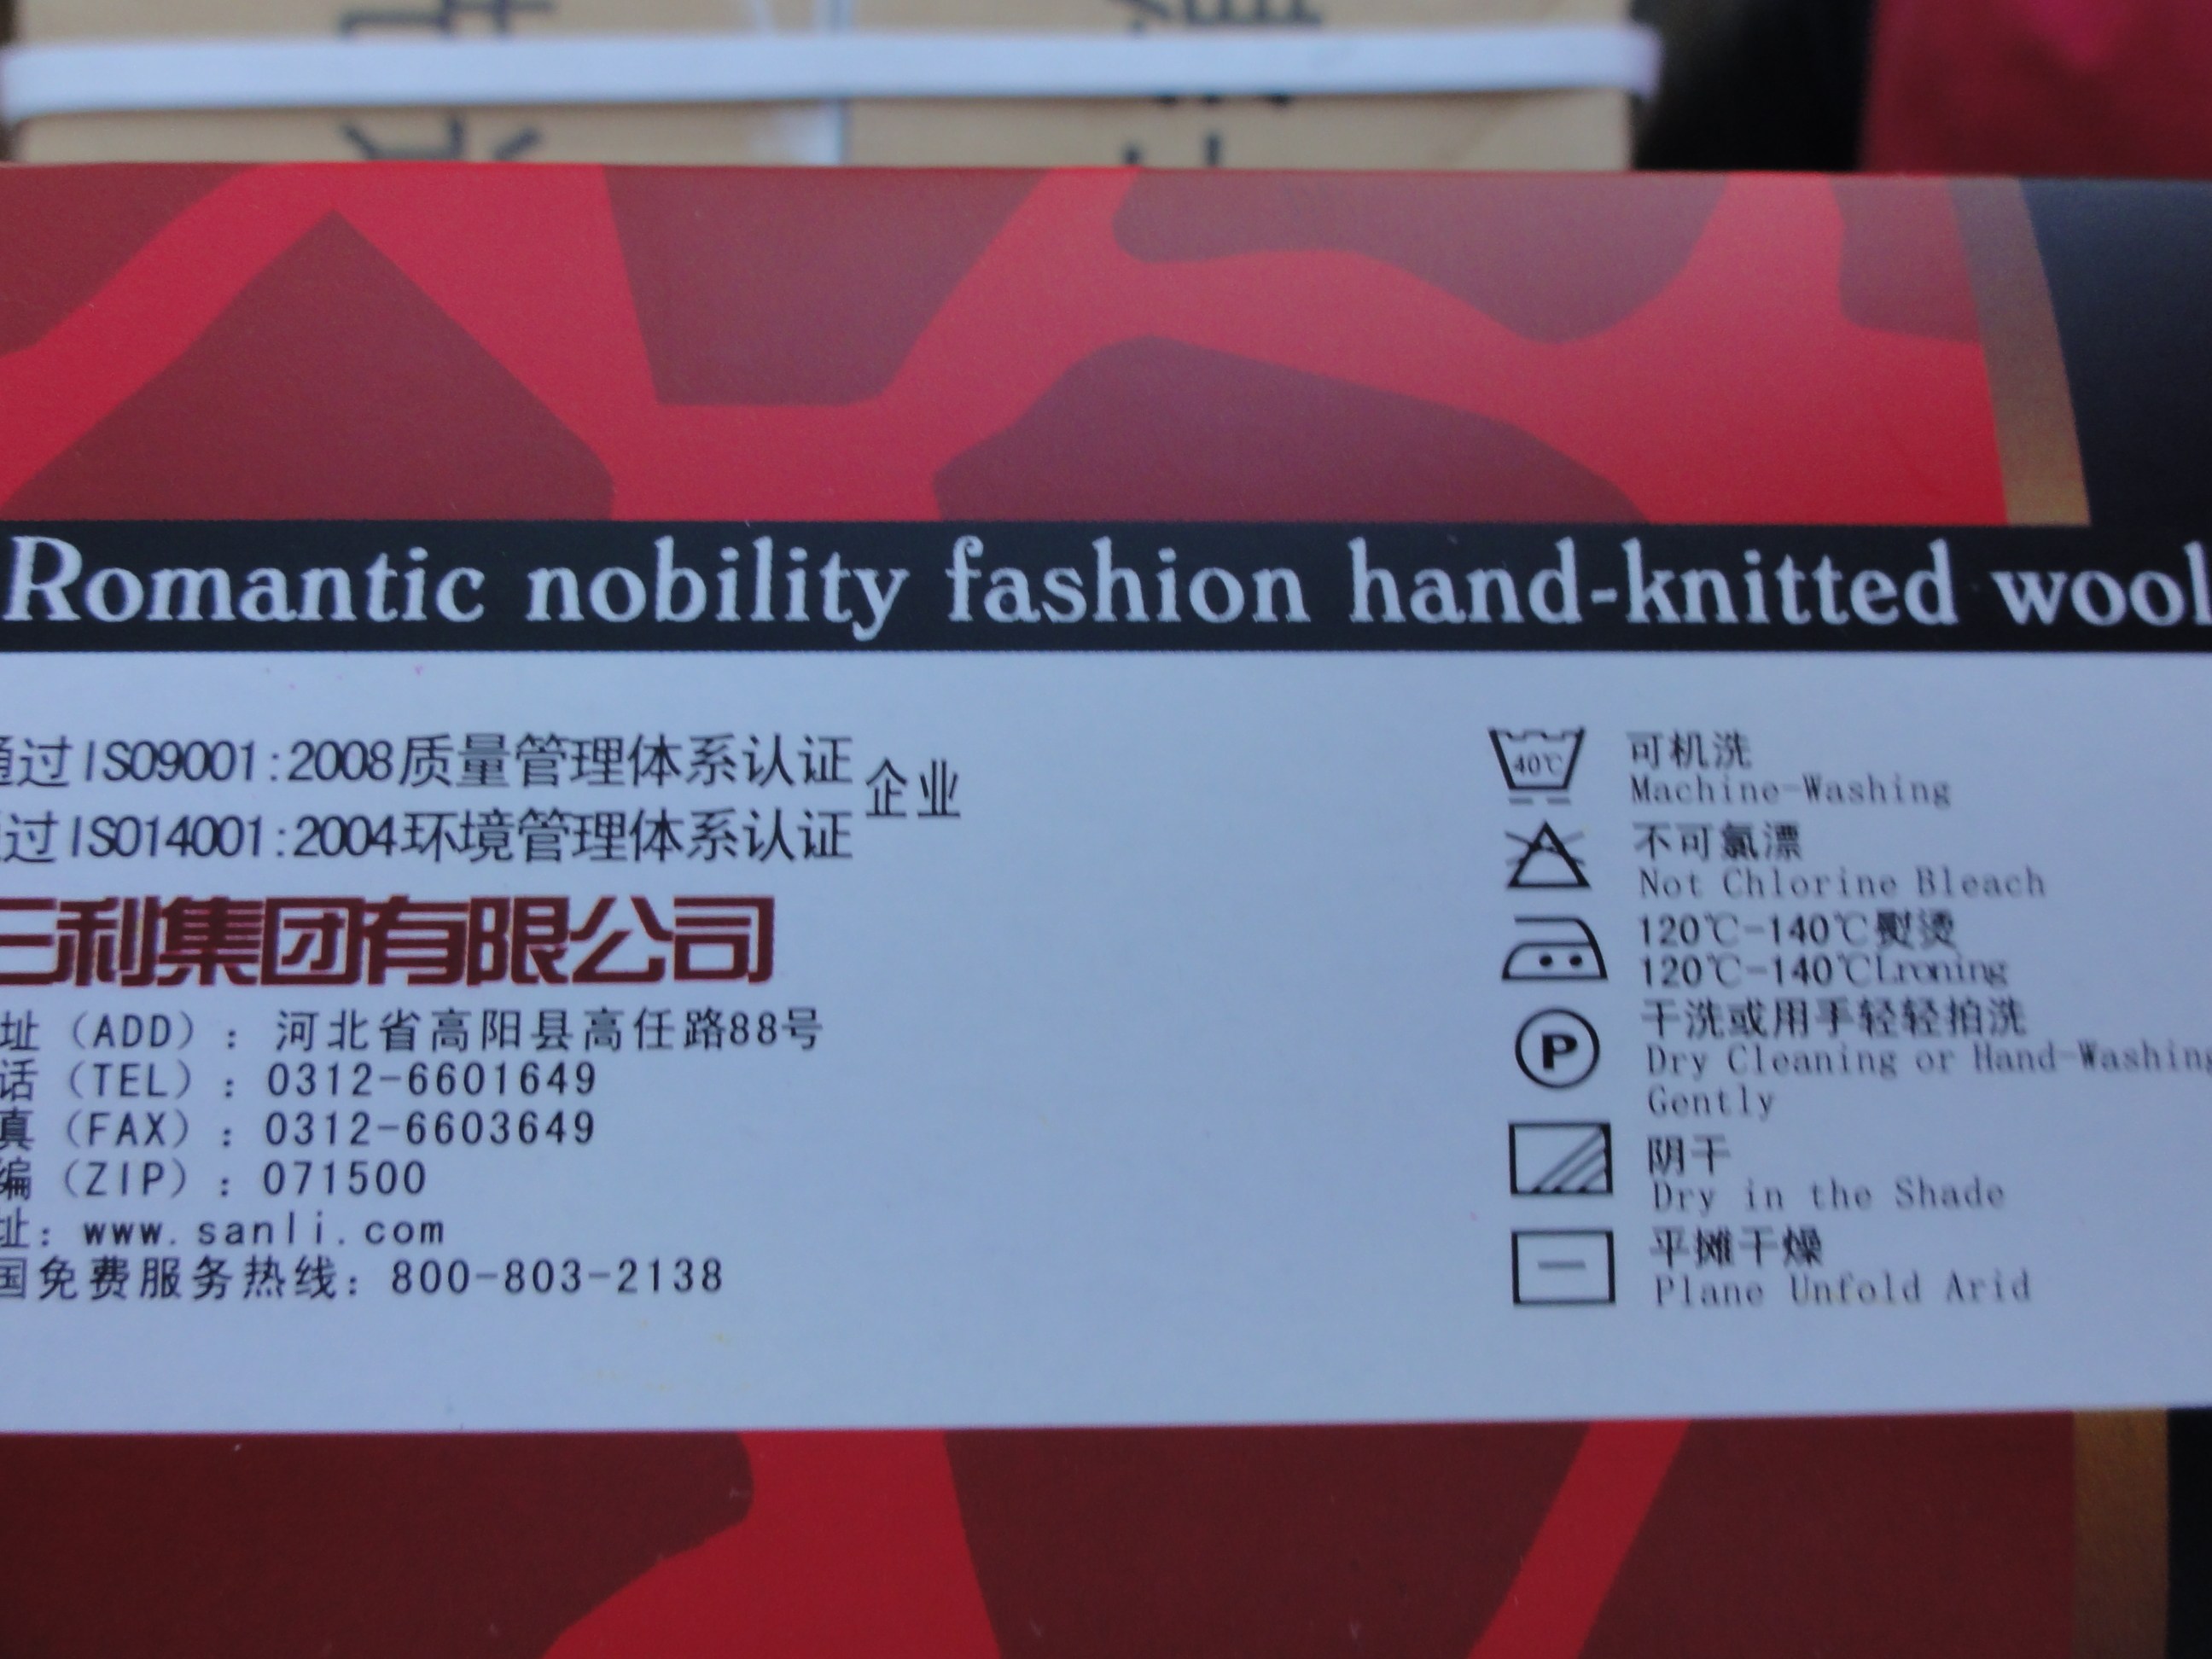 Romantic nobility fashion hand-knitted wool
通过ISO9001:2008质量管理体系认证
企业
通过ISO14001:2004环境管理体系认证
三利集团有限公司
址（ADD）：河北省高阳县高任路88号
话（TEL）：0312-6601649
真（FAX）：0312-6603649
编（ZIP）：071500
址：www.sanli.com
国免费服务热线：800-803-2138
40℃
可机洗
Machine-Washing
不可氯漂
Not Chlorine Bleach
120℃-140℃熨烫
120℃-140℃Lroning
P
干洗或用手轻轻拍洗
Dry Cleaning or Hand-Washing
Gently
阴干
Dry in the Shade
平摊干燥
Plane Unfold Arid